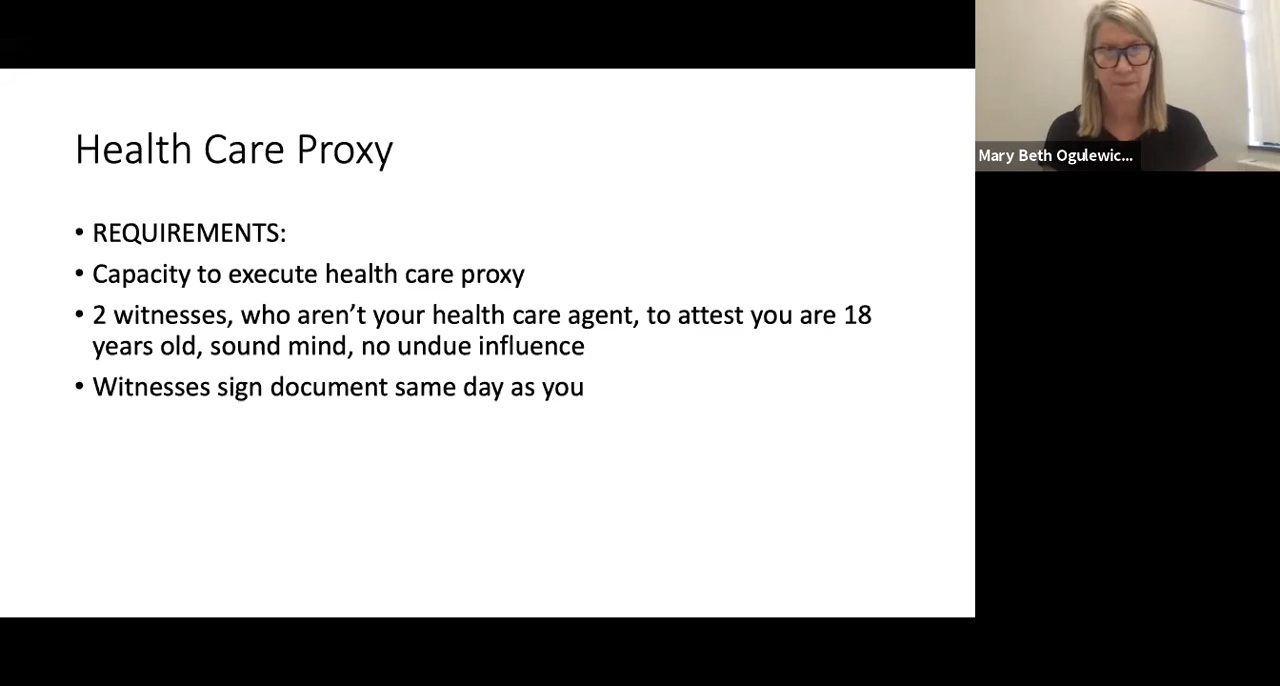 Health Care Proxy
• REQUIREMENTS:
• Capacity to execute health care proxy
• 2 witnesses, who aren’t your health care agent, to attest you are 18
years old, sound mind, no undue influence
• Witnesses sign document same day as you
Mary Beth Ogulewic...